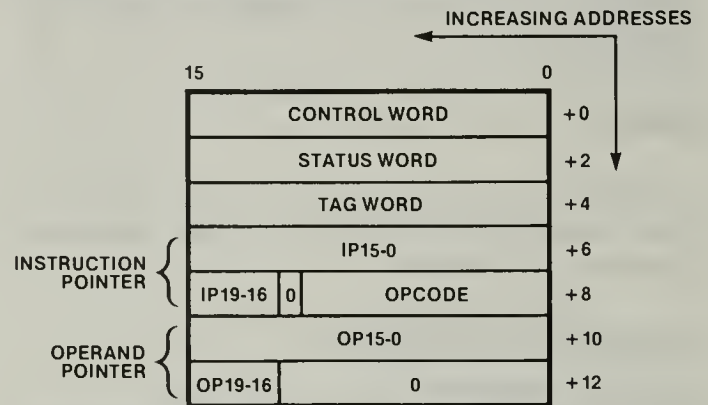 INCREASING ADDRESSES
15 0
CONTROL WORD +0
STATUS WORD +2
TAG WORD +4
INSTRUCTION POINTER
IP15-0 +6
IP19-16 0 OPCODE +8
OPERAND POINTER
OP15-0 +10
OP19-16 0 +12